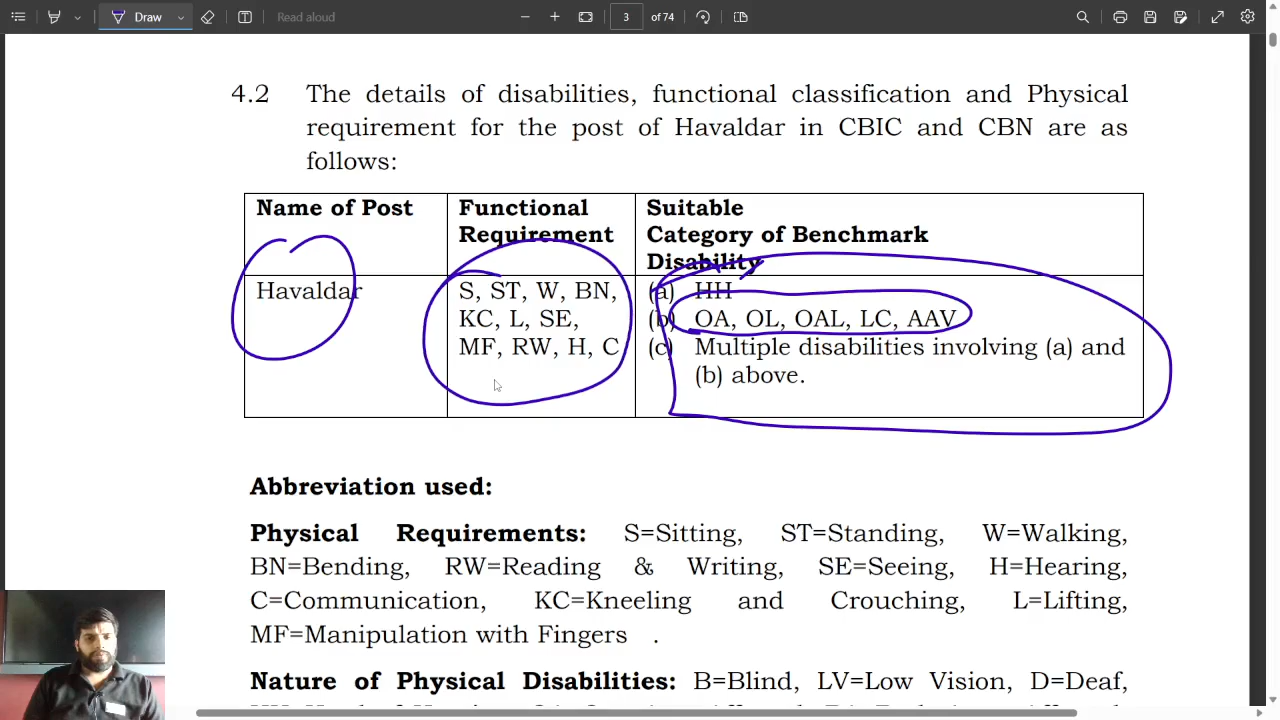 Draw
Read aloud
3
of 74
4.2 The details of disabilities, functional classification and Physical
requirement for the post of Havaldar in CBIC and CBN are as
follows:
Name of Post
Functional
Requirement
Suitable
Category of Benchmark
Disability
Havaldar
S, ST, W, BN,
KC, L, SE,
MF, RW, H, C
(a) HH
(b) OA, OL, OAL, LC, AAV
(c) Multiple disabilities involving (a) and
(b) above.
Abbreviation used:
Physical Requirements: S=Sitting, ST=Standing, W=Walking,
BN=Bending, RW=Reading & Writing, SE=Seeing, H=Hearing,
C=Communication, KC=Kneeling and Crouching, L=Lifting,
MF=Manipulation with Fingers .
Nature of Physical Disabilities: B=Blind, LV=Low Vision, D=Deaf,